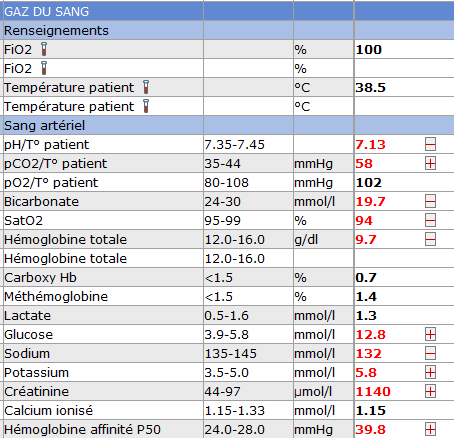 GAZ DU SANG
Renseignements
FiO2 % 100
FiO2 %
Température patient °C 38.5
Température patient °C
Sang artériel
pH/T° patient 7.35-7.45 7.13 −
pCO2/T° patient 35-44 mmHg 58 +
pO2/T° patient 80-108 mmHg 102
Bicarbonate 24-30 mmol/l 19.7 −
SatO2 95-99 % 94 −
Hémoglobine totale 12.0-16.0 g/dl 9.7 −
Hémoglobine totale 12.0-16.0
Carboxy Hb <1.5 % 0.7
Méthémoglobine <1.5 % 1.4
Lactate 0.5-1.6 mmol/l 1.3
Glucose 3.9-5.8 mmol/l 12.8 +
Sodium 135-145 mmol/l 132 −
Potassium 3.5-5.0 mmol/l 5.8 +
Créatinine 44-97 µmol/l 1140 +
Calcium ionisé 1.15-1.33 mmol/l 1.15
Hémoglobine affinité P50 24.0-28.0 mmHg 39.8 +